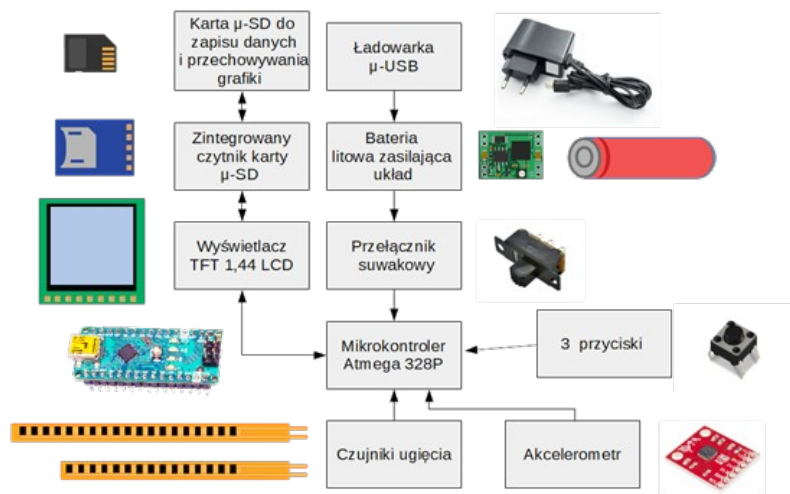 Karta μ-SD do
zapisu danych
i przechowywania
grafiki
Ładowarka
μ-USB
Zintegrowany
czytnik karty
μ-SD
Bateria
litowa zasilająca
układ
Wyświetlacz
TFT 1,44 LCD
Przełącznik
suwakowy
Mikrokontroler
Atmega 328P
3 przyciski
Czujniki ugięcia
Akcelerometr